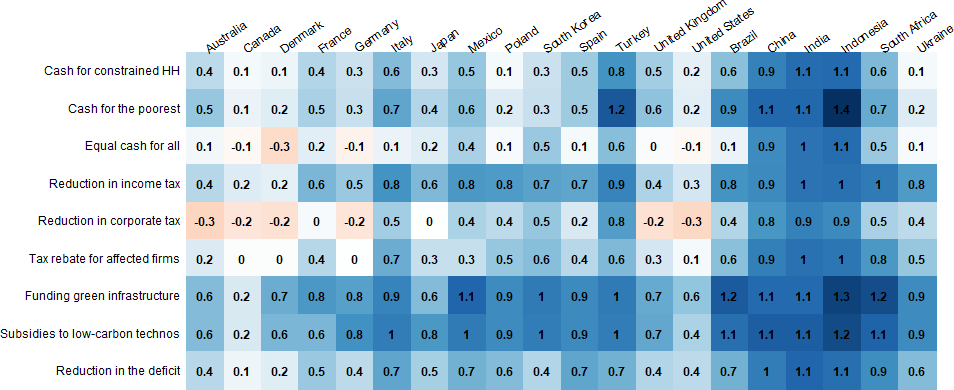 Australia Canada Denmark France Germany Italy Japan Mexico Poland South Korea Spain Turkey United Kingdom United States Brazil China India Indonesia South Africa Ukraine
Cash for constrained HH 0.4 0.1 0.1 0.4 0.3 0.6 0.3 0.5 0.1 0.3 0.5 0.8 0.5 0.2 0.6 0.9 1.1 1.1 0.6 0.1
Cash for the poorest 0.5 0.1 0.2 0.5 0.3 0.7 0.4 0.6 0.2 0.3 0.5 1.2 0.6 0.2 0.9 1.1 1.1 1.4 0.7 0.2
Equal cash for all 0.1 -0.1 -0.3 0.2 -0.1 0.1 0.2 0.4 0.1 0.5 0.1 0.6 0 -0.1 0.1 0.9 1 1.1 0.5 0.1
Reduction in income tax 0.4 0.2 0.2 0.6 0.5 0.8 0.6 0.8 0.8 0.7 0.7 0.9 0.4 0.3 0.8 0.9 1 1 1 0.8
Reduction in corporate tax -0.3 -0.2 -0.2 0 -0.2 0.5 0 0.4 0.4 0.5 0.2 0.8 -0.2 -0.3 0.4 0.8 0.9 0.9 0.5 0.4
Tax rebate for affected firms 0.2 0 0 0.4 0 0.7 0.3 0.3 0.5 0.6 0.4 0.6 0.3 0.1 0.6 0.9 1 1 0.8 0.5
Funding green infrastructure 0.6 0.2 0.7 0.8 0.8 0.9 0.6 1.1 0.9 1 0.9 1 0.7 0.6 1.2 1.1 1.1 1.3 1.2 0.9
Subsidies to low-carbon technos 0.6 0.2 0.6 0.6 0.8 1 0.8 1 0.9 1 0.9 1 0.7 0.4 1.1 1.1 1.1 1.2 1.1 0.9
Reduction in the deficit 0.4 0.1 0.2 0.5 0.4 0.7 0.5 0.7 0.6 0.4 0.7 0.7 0.4 0.4 0.7 1 1.1 1.1 0.9 0.6